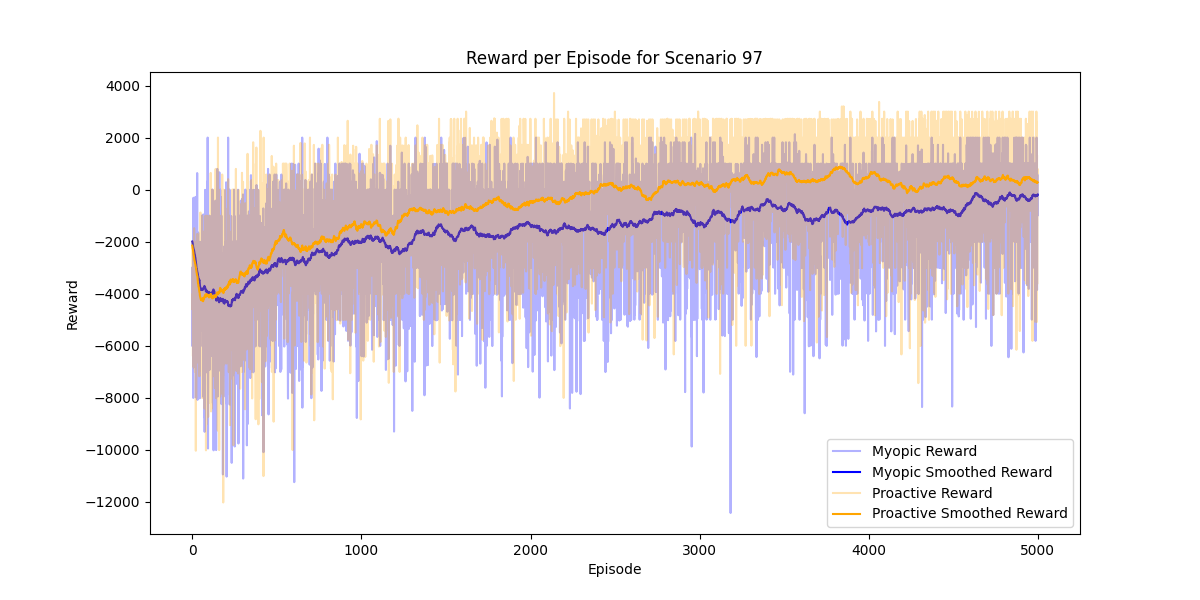 Reward per Episode for Scenario 97
4000
2000
0
−2000
−4000
−6000
−8000
−10000
−12000
Reward
0 1000 2000 3000 4000 5000
Episode
Myopic Reward
Myopic Smoothed Reward
Proactive Reward
Proactive Smoothed Reward